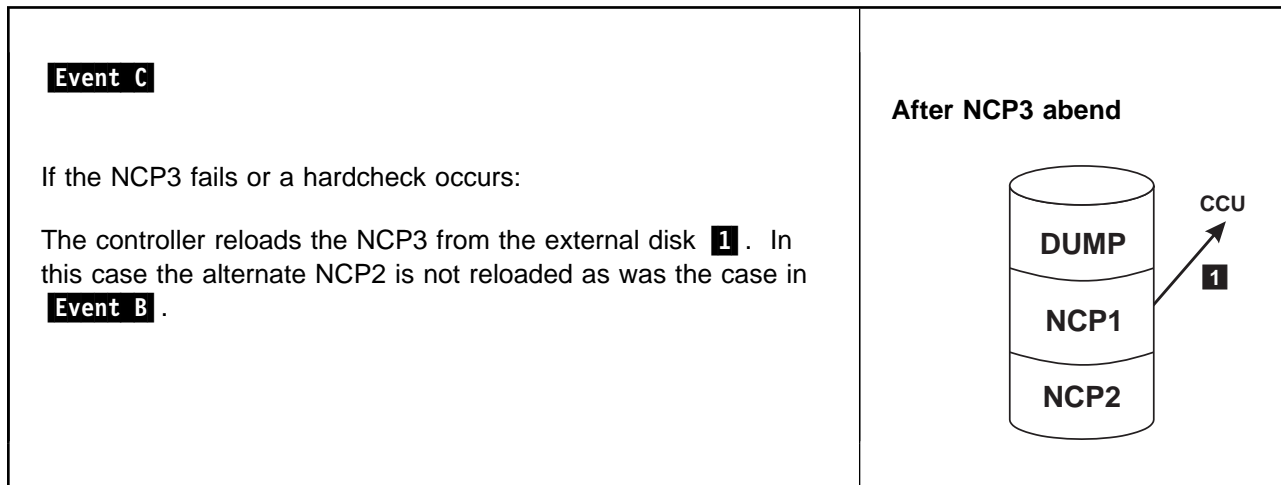 Event C
If the NCP3 fails or a hardcheck occurs:
The controller reloads the NCP3 from the external disk 1 . In
this case the alternate NCP2 is not reloaded as was the case in
Event B .
After NCP3 abend
CCU
DUMP
1
NCP1
NCP2